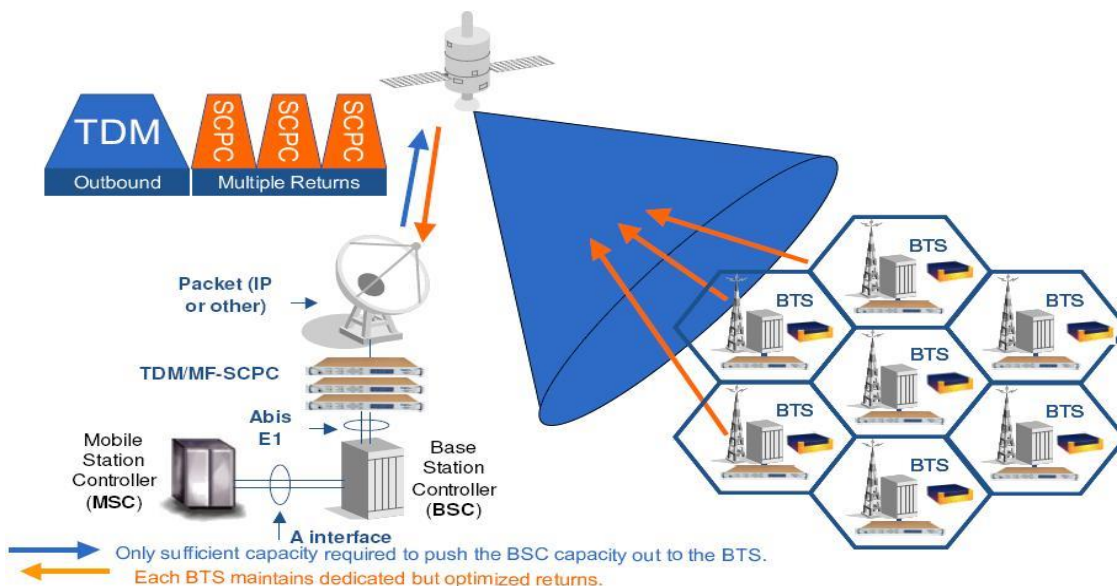 TDM
SCPC
SCPC
SCPC
Outbound
Multiple Returns
Packet (IP
or other)
TDM/MF-SCPC
Abis
E1
Mobile
Station
Controller
(MSC)
Base
Station
Controller
(BSC)
A interface
BTS
BTS
BTS
BTS
BTS
BTS
BTS
Only sufficient capacity required to push the BSC capacity out to the BTS.
Each BTS maintains dedicated but optimized returns.